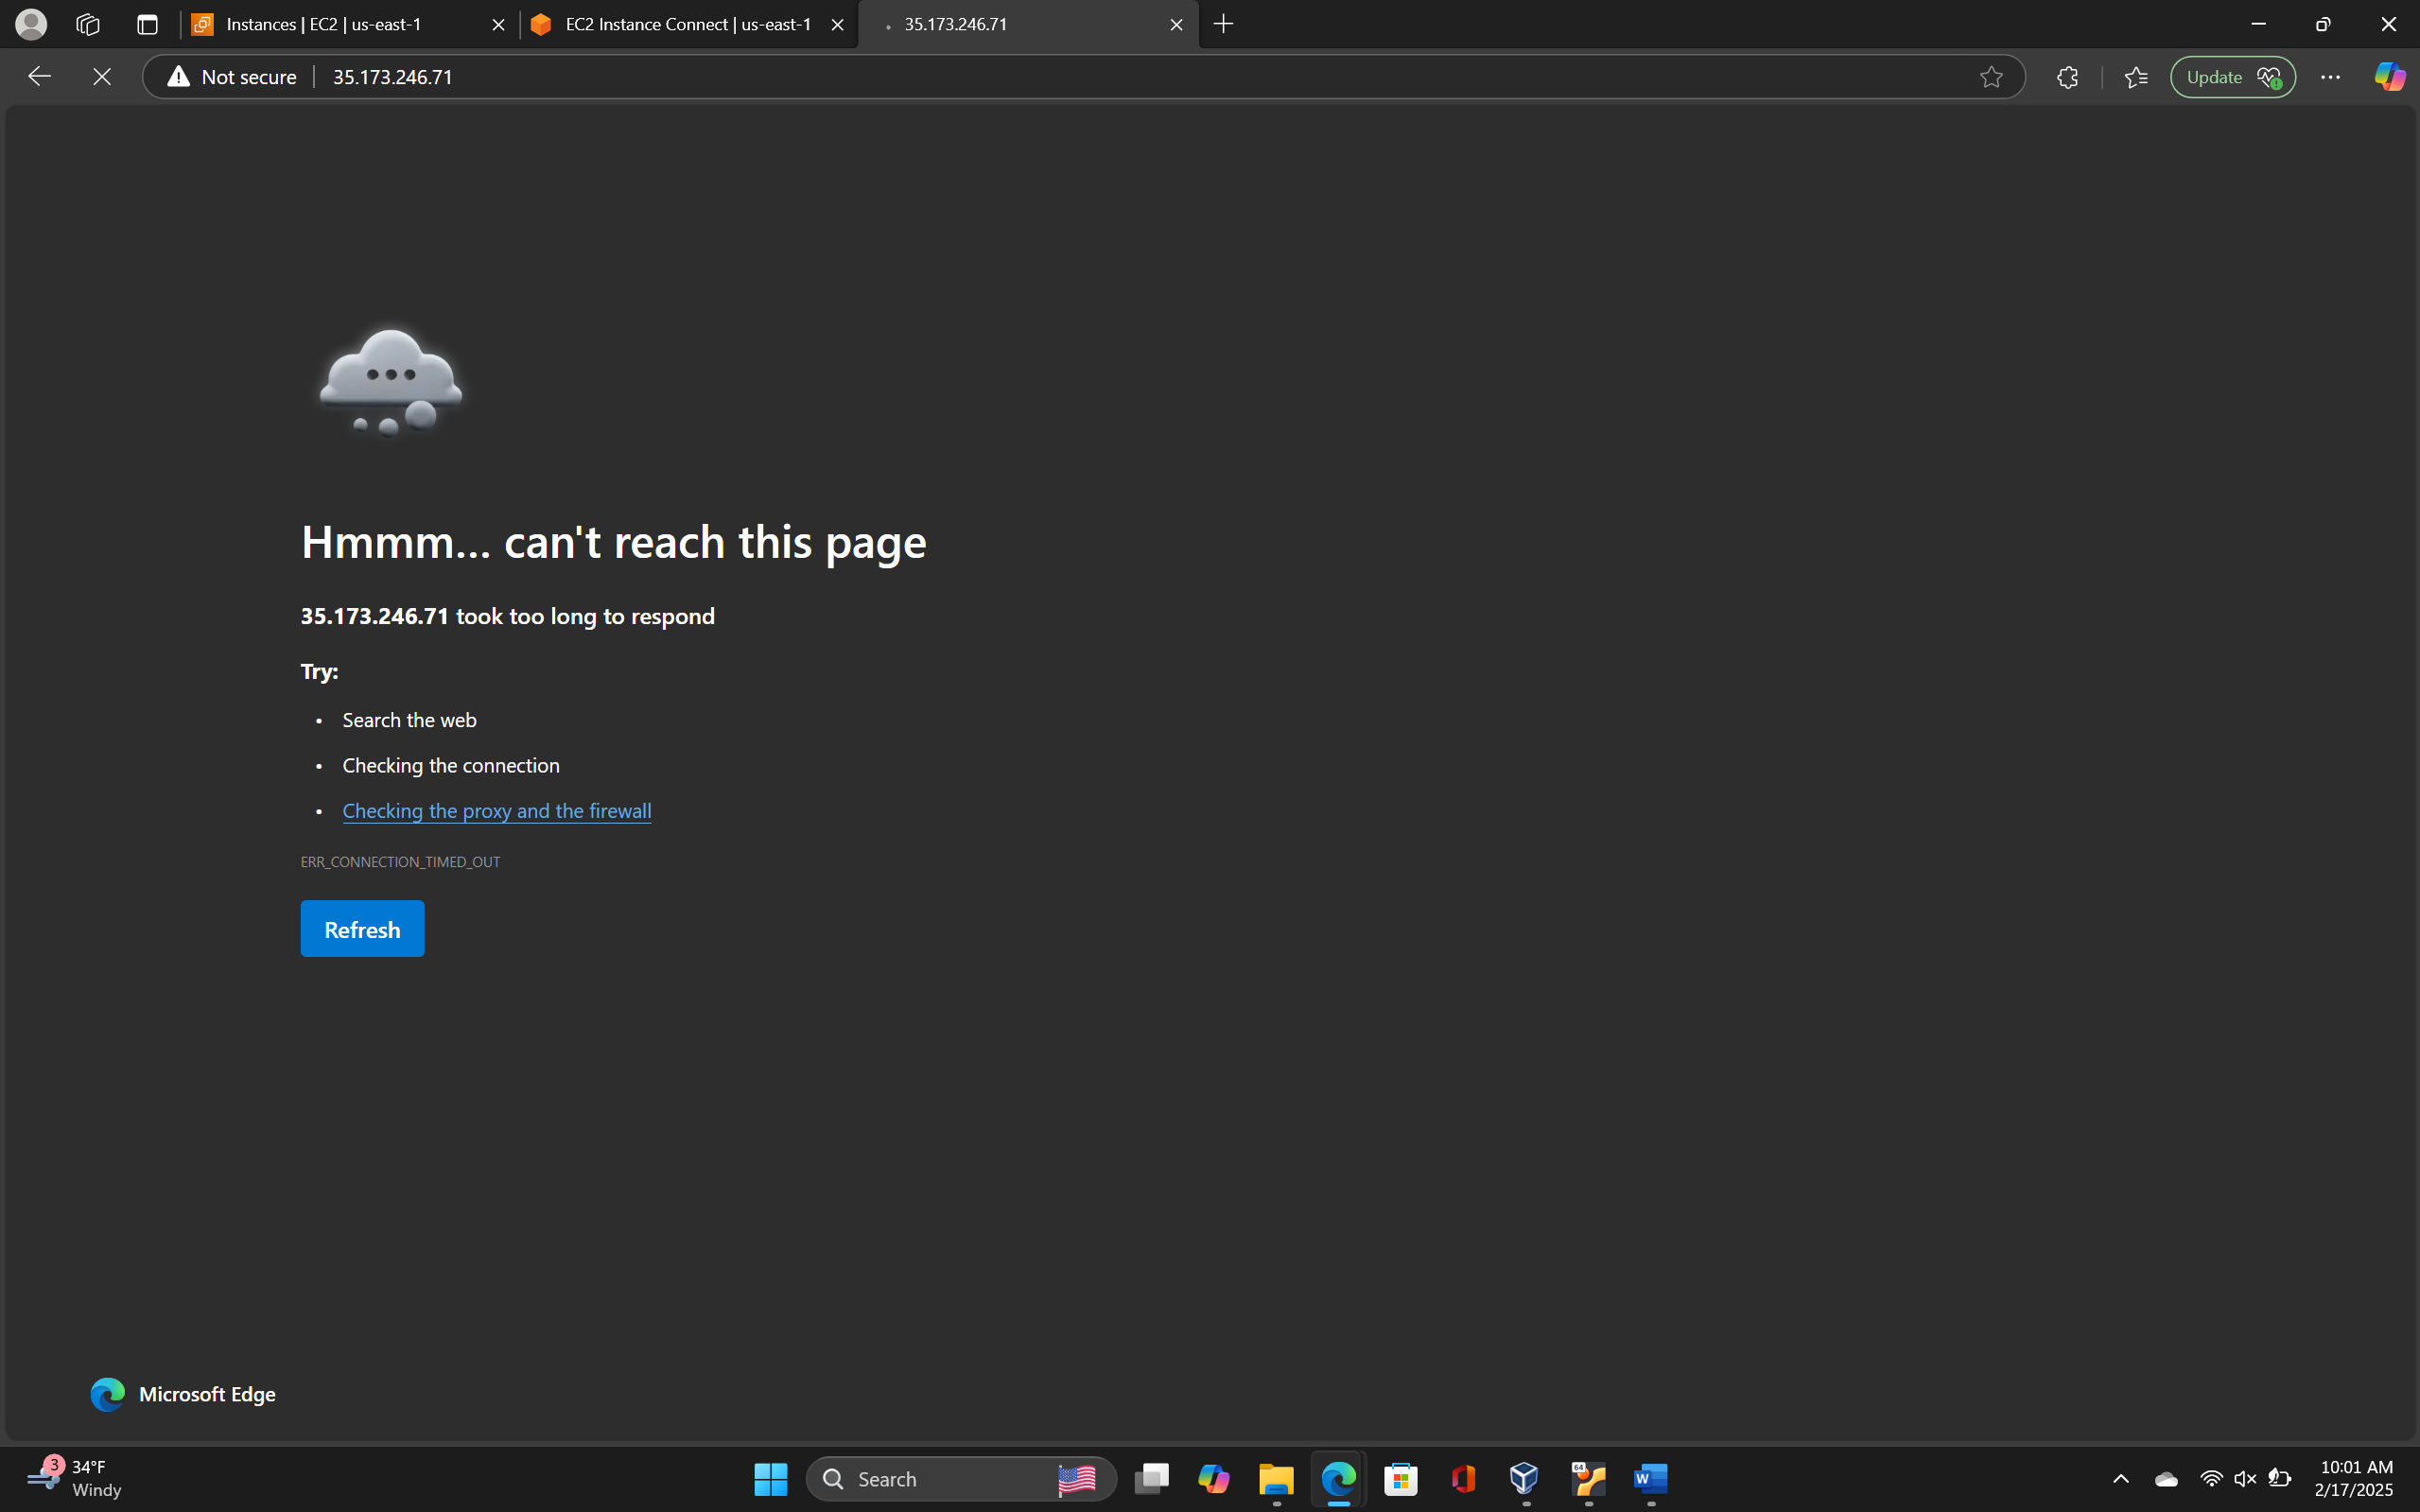 Instances | EC2 | us-east-1
EC2 Instance Connect | us-east-1
35.173.246.71
Not secure
35.173.246.71
Update
Hmmm... can't reach this page
35.173.246.71 took too long to respond
Try:
• Search the web
• Checking the connection
• Checking the proxy and the firewall
ERR_CONNECTION_TIMED_OUT
Refresh
Microsoft Edge
3
34°F
Windy
Search
64
W
10:01 AM
2/17/2025